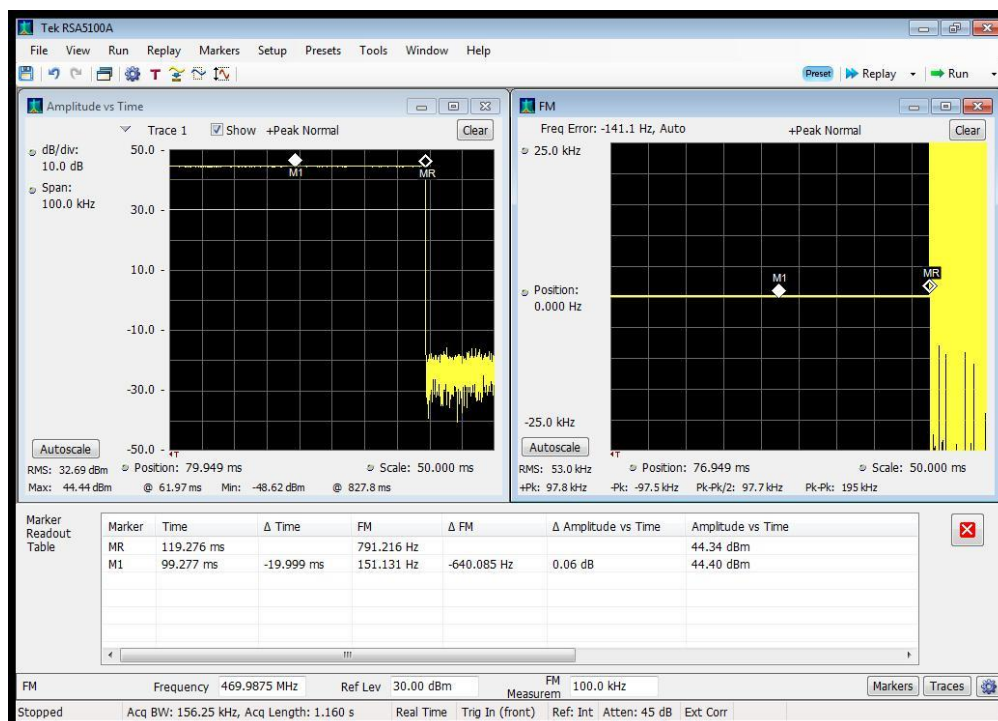 Tek RSA5100A
File View Run Replay Markers Setup Presets Tools Window Help
T Preset Replay Run
Amplitude vs Time
Trace 1 Show +Peak Normal Clear
dB/div:
10.0 dB
Span:
100.0 kHz
50.0
30.0
10.0
-10.0
-30.0
-50.0
M1
MR
T
Autoscale
Position: 79.949 ms Scale: 50.000 ms
RMS: 32.69 dBm
Max: 44.44 dBm @ 61.97 ms Min: -48.62 dBm @ 827.8 ms
FM
Freq Error: -141.1 Hz, Auto +Peak Normal Clear
25.0 kHz
Position:
0.000 Hz
-25.0 kHz
M1
MR
T
Autoscale
RMS: 53.0 kHz Position: 76.949 ms Scale: 50.000 ms
+Pk: 97.8 kHz -Pk: -97.5 kHz Pk-Pk/2: 97.7 kHz Pk-Pk: 195 kHz
Marker
Readout
Table
Marker Time Δ Time FM Δ FM Δ Amplitude vs Time Amplitude vs Time
MR 119.276 ms 791.216 Hz 44.34 dBm
M1 99.277 ms -19.999 ms 151.131 Hz -640.085 Hz 0.06 dB 44.40 dBm
FM Frequency 469.9875 MHz Ref Lev 30.00 dBm FM Measurem 100.0 kHz Markers Traces
Stopped Acq BW: 156.25 kHz, Acq Length: 1.160 s Real Time Trig In (front) Ref: Int Atten: 45 dB Ext Corr